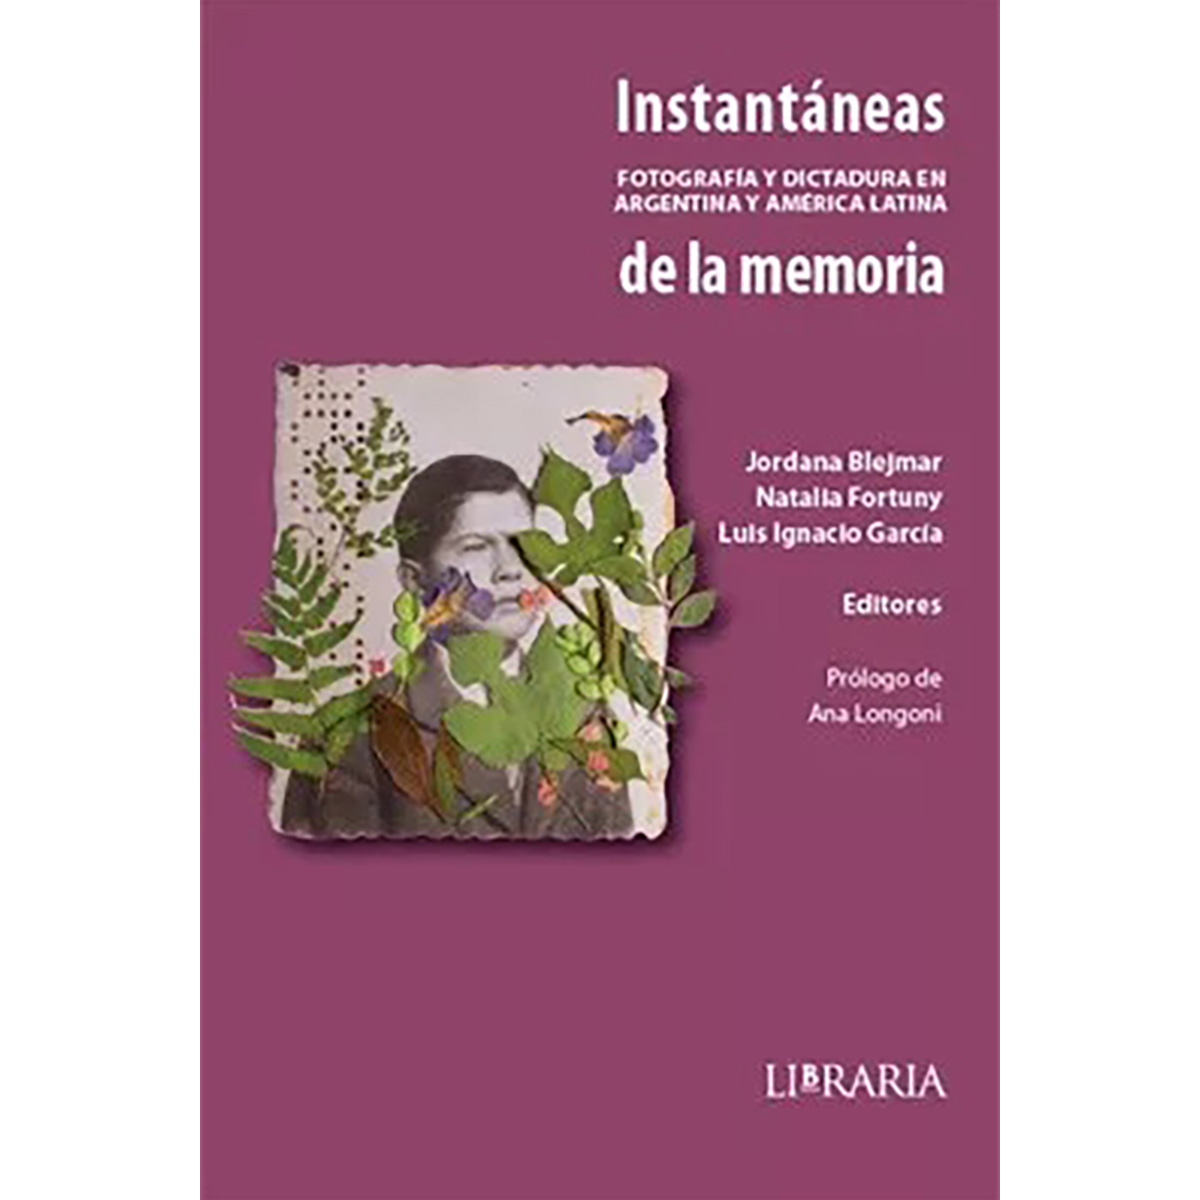 Instantáneas
FOTOGRAFÍA Y DICTADURA EN
ARGENTINA Y AMÉRICA LATINA
de la memoria
Jordana Blejmar
Natalia Fortuny
Luis Ignacio García
Editores
Prólogo de
Ana Longoni
LIBRARIA